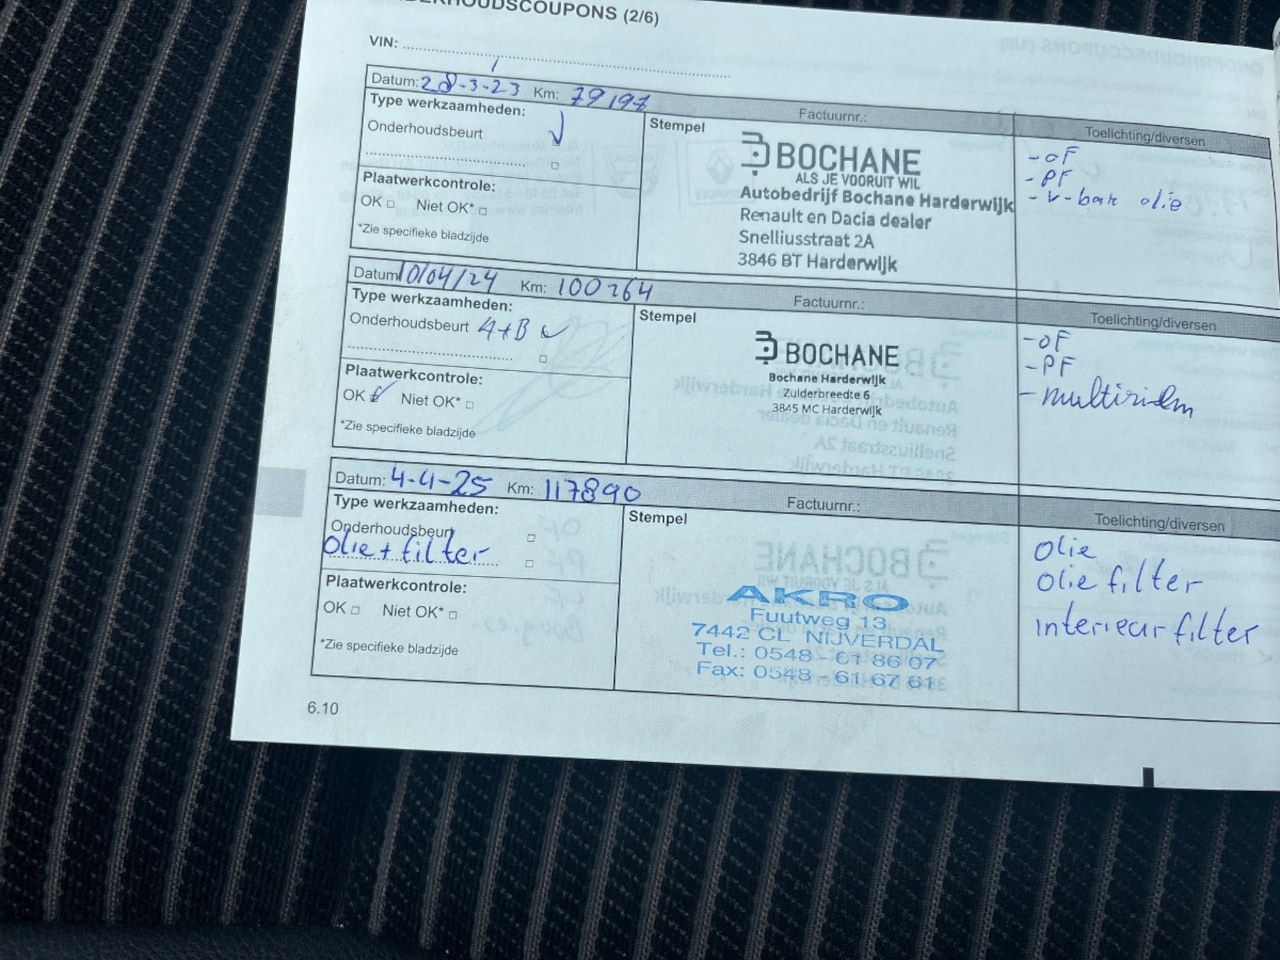 ONDERHOUDSCOUPONS (2/6)
VIN:
Datum: 28-3-23 Km: 79197 Factuurnr.: Toelichting/diversen
Type werkzaamheden:
Onderhoudsbeurt
Plaatwerkcontrole:
OK Niet OK*
*Zie specifieke bladzijde
Stempel
BOCHANE
ALS JE VOORUIT WIL
Autobedrijf Bochane Harderwijk
Renault en Dacia dealer
Snelliusstraat 2A
3846 BT Harderwijk
- OF
- PF
- v-bak olie
Datum 10/04/24 Km: 100264 Factuurnr.: Toelichting/diversen
Type werkzaamheden:
Onderhoudsbeurt A+B
Plaatwerkcontrole:
OK Niet OK*
*Zie specifieke bladzijde
Stempel
BOCHANE
Bochane Harderwijk
Zuiderbreedte 6
3845 MC Harderwijk
- OF
- PF
- multiriem
Datum: 4-4-25 Km: 117890 Factuurnr.: Toelichting/diversen
Type werkzaamheden:
Onderhoudsbeurt
Olie + filter
Plaatwerkcontrole:
OK Niet OK*
*Zie specifieke bladzijde
Stempel
AKRO
Fuutweg 13
7442 CL NIJVERDAL
Tel.: 0548 - 61 86 07
Fax: 0548 - 61 67 61
Olie
Olie filter
interieur filter
6.10